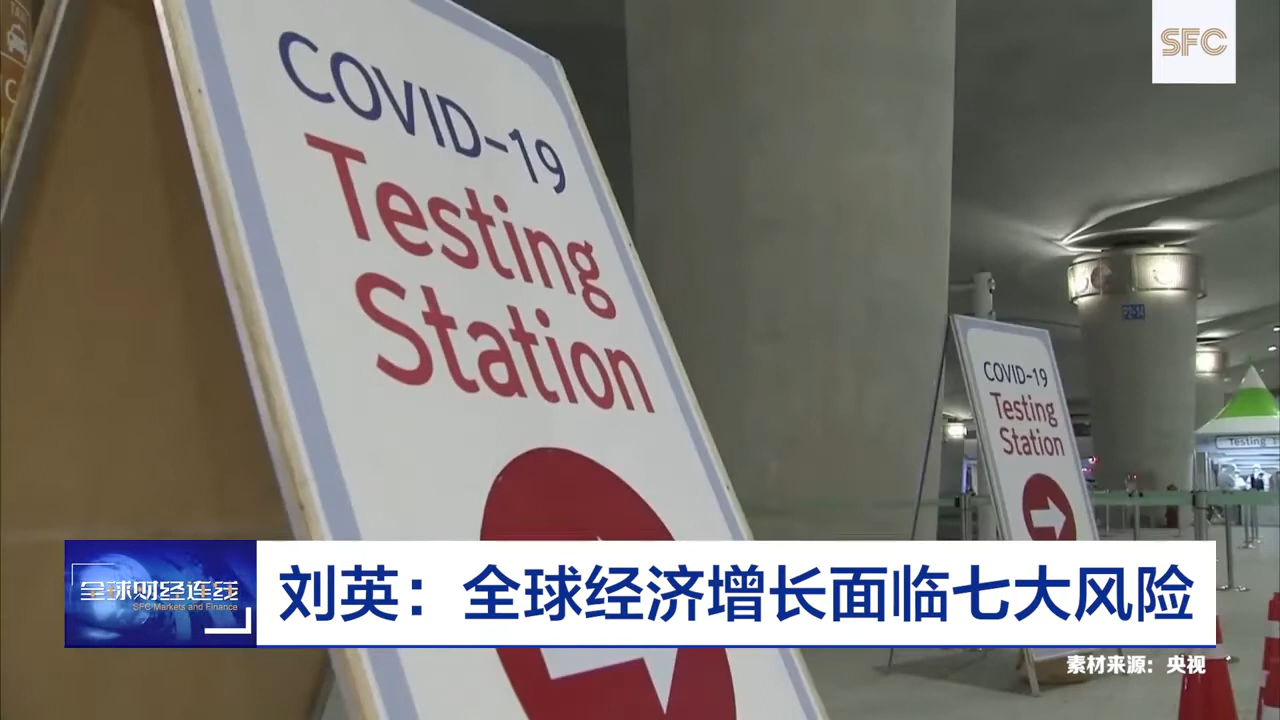 SFC
COVID-19
Testing
Station
COVID-19
Testing
Station
Testing
全球财经连线
SFC Markets and Finance
刘英：全球经济增长面临七大风险
素材来源：央视